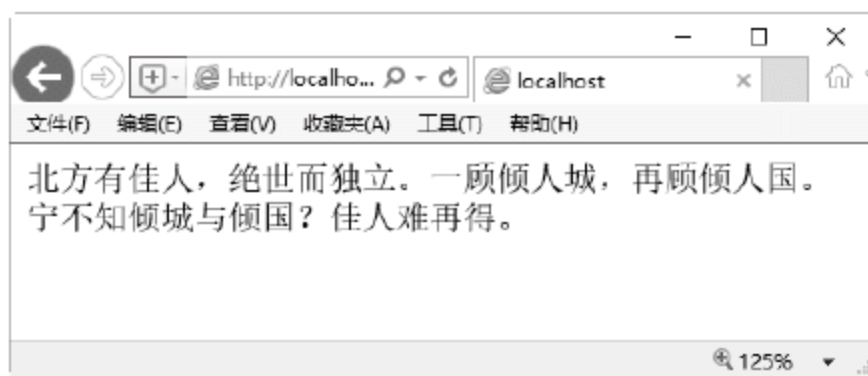 http://localho... localhost
文件(F) 编辑(E) 查看(V) 收藏夹(A) 工具(T) 帮助(H)
北方有佳人，绝世而独立。一顾倾人城，再顾倾人国。
宁不知倾城与倾国？佳人难再得。
125%